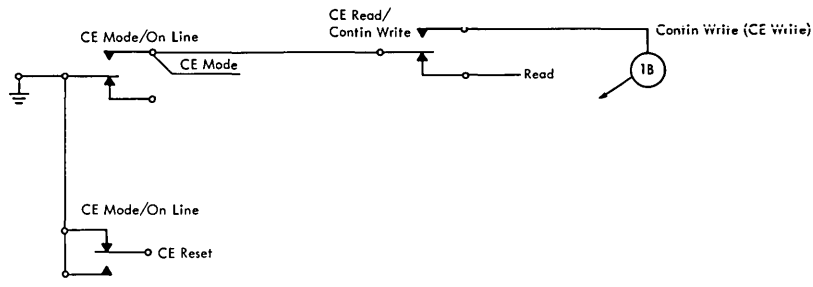 CE Read/
Contin Write
Contin Write (CE Write)
CE Mode/On Line
CE Mode
1B
Read
CE Mode/On Line
CE Reset